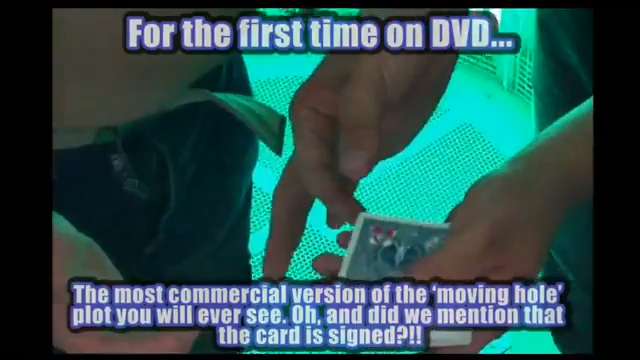 For the first time on DVD...
The most commercial version of the 'moving hole'
plot you will ever see. Oh, and did we mention that
the card is signed?!!